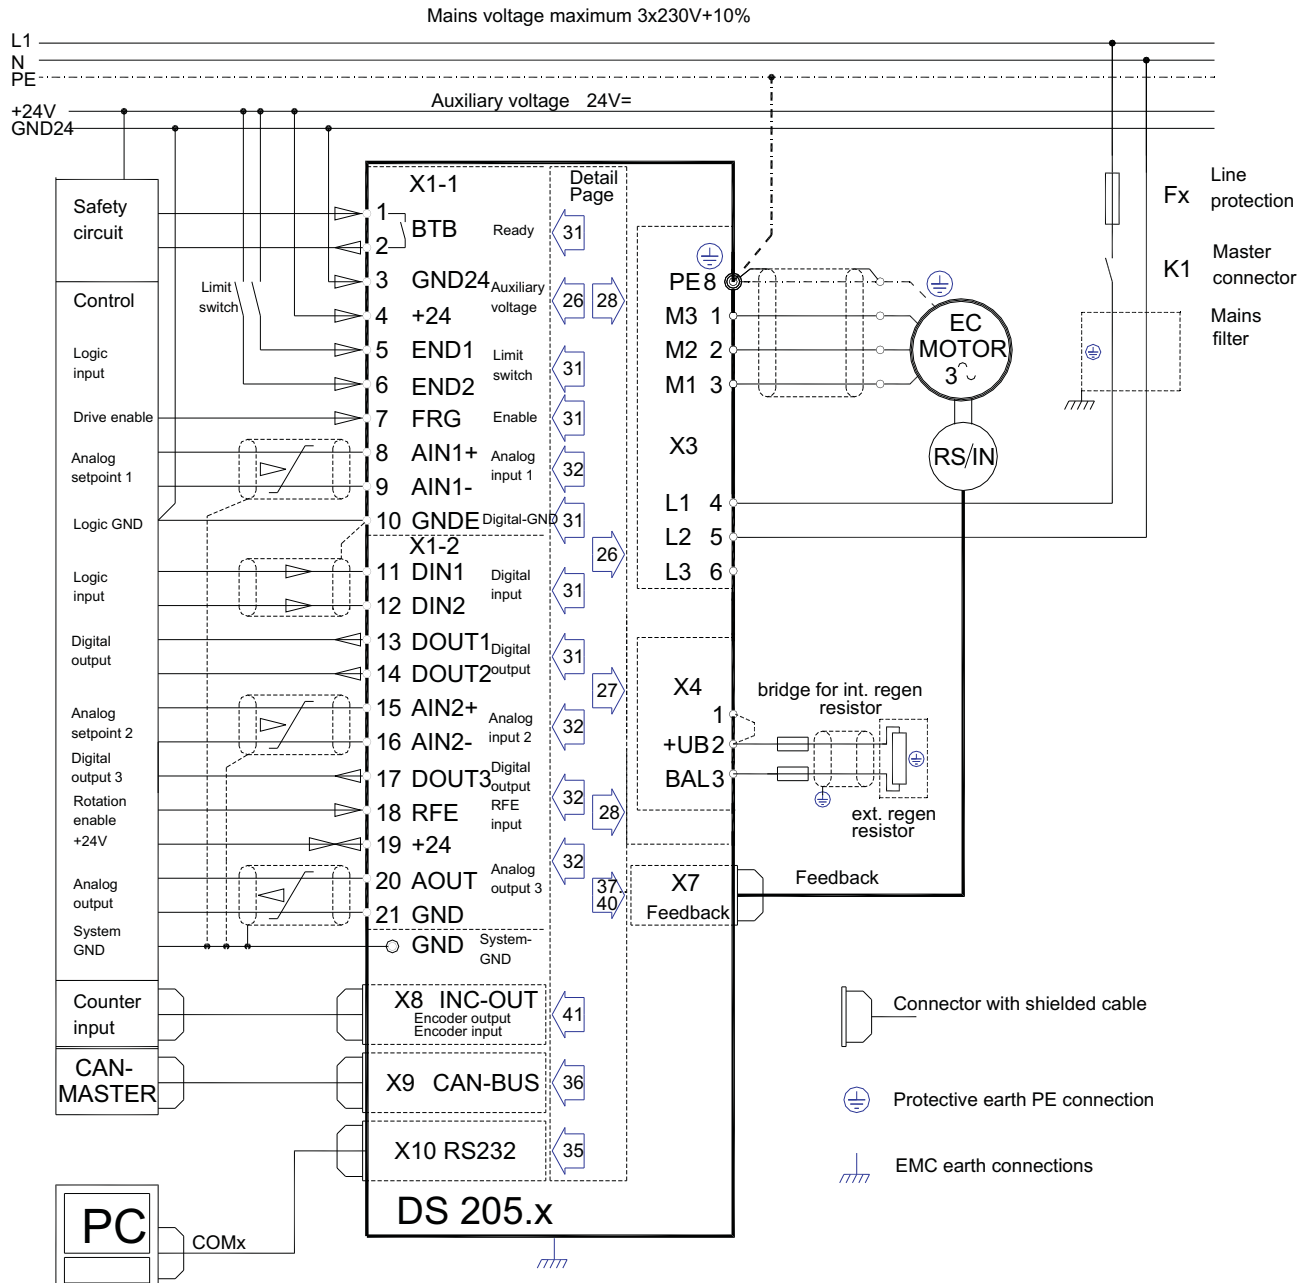 Mains voltage maximum 3x230V+10%
L1
N
PE
+24V
Auxiliary voltage 24V=
GND24
Safety
circuit
Control
Logic
input
Drive enable
Analog
setpoint 1
Logic GND
Logic
input
Digital
output
Analog
setpoint 2
Digital
output 3
Rotation
enable
+24V
Analog
output
System
GND
Counter
input
CAN-
MASTER
PC
COMx
Limit
switch
X1-1
Detail
Page
1
2
BTB
Ready
31
3 GND24
Auxiliary
voltage
26
28
4 +24
5 END1
Limit
switch
31
6 END2
7 FRG
Enable
31
8 AIN1+
Analog
input 1
32
9 AIN1-
10 GNDE
Digital-GND
31
X1-2
26
11 DIN1
Digital
input
31
12 DIN2
13 DOUT1
Digital
output
31
14 DOUT2
27
15 AIN2+
Analog
input 2
32
16 AIN2-
17 DOUT3
Digital
output
RFE
input
32
28
18 RFE
19 +24
32
20 AOUT
Analog
output 3
37..
40
21 GND
GND
System-
GND
X8 INC-OUT
Encoder output
Encoder input
41
X9 CAN-BUS
36
X10 RS232
35
DS 205.x
PE 8
M3 1
M2 2
M1 3
X3
L1 4
L2 5
L3 6
X4
1
+UB 2
BAL 3
X7
Feedback
EC
MOTOR
3
RS/IN
Feedback
bridge for int. regen
resistor
ext. regen
resistor
Fx
Line
protection
K1
Master
connector
Mains
filter
Connector with shielded cable
Protective earth PE connection
EMC earth connections